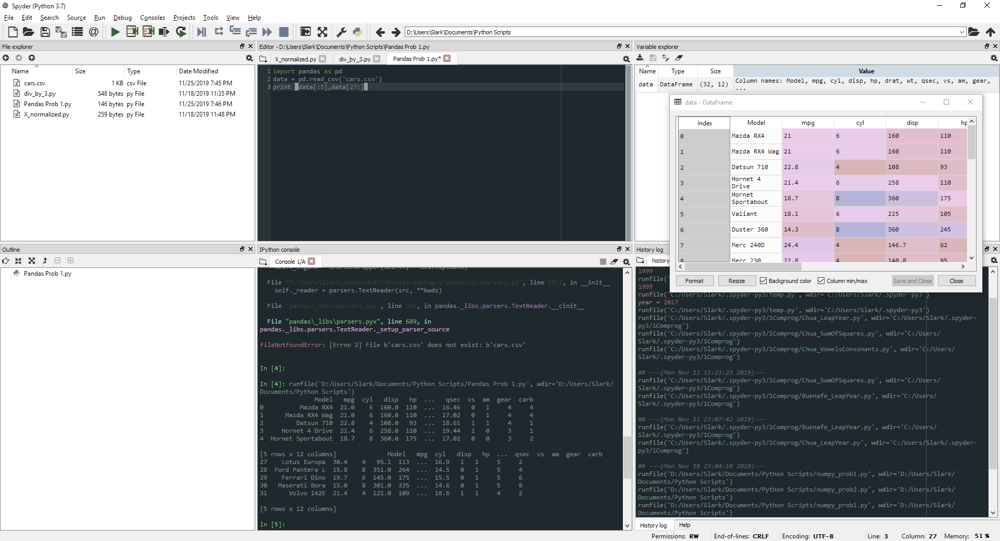 Spyder (Python 3.7)
File Edit Search Source Run Debug Consoles Projects Tools View Help
D:\Users\Slark\Documents\Python Scripts
File explorer
Name Size Type Date Modified
cars.csv 1 KB csv File 11/25/2019 7:45 PM
div_by_3.py 548 bytes py File 11/18/2019 11:35 PM
Pandas Prob 1.py 146 bytes py File 11/25/2019 7:46 PM
X_normalized.py 259 bytes py File 11/18/2019 11:48 PM
Outline
Pandas Prob 1.py
Editor - D:\Users\Slark\Documents\Python Scripts\Pandas Prob 1.py
X_normalized.py div_by_3.py Pandas Prob 1.py*
1 import pandas as pd
2 data = pd.read_csv('cars.csv')
3 print (data[:5],data[27:])
IPython console
Console 1/A
File "D:\Users\Slark\Anaconda3\lib\site-packages\pandas\io\parsers.py", line 1917, in __init__
self._reader = parsers.TextReader(src, **kwds)
File "pandas\_libs\parsers.pyx", line 382, in pandas._libs.parsers.TextReader.__cinit__
File "pandas\_libs\parsers.pyx", line 689, in
pandas._libs.parsers.TextReader._setup_parser_source
FileNotFoundError: [Errno 2] File b'cars.csv' does not exist: b'cars.csv'
In [4]:
In [4]: runfile('D:/Users/Slark/Documents/Python Scripts/Pandas Prob 1.py', wdir='D:/Users/Slark/
Documents/Python Scripts')
Model mpg cyl disp hp ... qsec vs am gear carb
0 Mazda RX4 21.0 6 160.0 110 ... 16.46 0 1 4 4
1 Mazda RX4 Wag 21.0 6 160.0 110 ... 17.02 0 1 4 4
2 Datsun 710 22.8 4 108.0 93 ... 18.61 1 1 4 1
3 Hornet 4 Drive 21.4 6 258.0 110 ... 19.44 1 0 3 1
4 Hornet Sportabout 18.7 8 360.0 175 ... 17.02 0 0 3 2
[5 rows x 12 columns] Model mpg cyl disp hp ... qsec vs am gear carb
27 Lotus Europa 30.4 4 95.1 113 ... 16.9 1 1 5 2
28 Ford Pantera L 15.8 8 351.0 264 ... 14.5 0 1 5 4
29 Ferrari Dino 19.7 6 145.0 175 ... 15.5 0 1 5 6
30 Maserati Bora 15.0 8 301.0 335 ... 14.6 0 1 5 8
31 Volvo 142E 21.4 4 121.0 109 ... 18.6 1 1 4 2
[5 rows x 12 columns]
In [5]:
Variable explorer
Name Type Size Value
data DataFrame (32, 12) Column names: Model, mpg, cyl, disp, hp, drat, wt, qsec, vs, am, gear,
...
data - DataFrame
Index Model mpg cyl disp hp
0 Mazda RX4 21 6 160 110
1 Mazda RX4 Wag 21 6 160 110
2 Datsun 710 22.8 4 108 93
3 Hornet 4 Drive 21.4 6 258 110
4 Hornet Sportabout 18.7 8 360 175
5 Valiant 18.1 6 225 105
6 Duster 360 14.3 8 360 245
7 Merc 240D 24.4 4 146.7 62
8 Merc 230 22.8 4 140.8 95
Format Resize Background color Column min/max Save and Close Close
History log
history
1999
runfile('
1999
runfile('C:/Users/Slark/.spyder-py3/temp.py', wdir='C:/Users/Slark/.spyder-py3')
year = 2017
runfile('C:/Users/Slark/.spyder-py3/temp.py', wdir='C:/Users/Slark/.spyder-py3')
runfile('C:/Users/Slark/.spyder-py3/1Comprog/Chua_LeapYear.py', wdir='C:/Users/Slark/.spyder-
py3/1Comprog')
runfile('C:/Users/Slark/.spyder-py3/1Comprog/Chua_SumOfSquares.py', wdir='C:/Users/
Slark/.spyder-py3/1Comprog')
runfile('C:/Users/Slark/.spyder-py3/1Comprog/Chua_VowelsConsonants.py', wdir='C:/Users/
Slark/.spyder-py3/1Comprog')
## ---(Mon Nov 11 11:21:23 2019)---
runfile('C:/Users/Slark/.spyder-py3/1Comprog/Chua_SumOfSquares.py', wdir='C:/Users/
Slark/.spyder-py3/1Comprog')
runfile('C:/Users/Slark/.spyder-py3/1Comprog/Buenafe_LeapYear.py', wdir='C:/Users/
Slark/.spyder-py3/1Comprog')
## ---(Mon Nov 11 23:07:42 2019)---
runfile('C:/Users/Slark/.spyder-py3/1Comprog/Buenafe_LeapYear.py', wdir='C:/Users/
Slark/.spyder-py3/1Comprog')
runfile('C:/Users/Slark/.spyder-py3/1Comprog/Chua_LeapYear.py', wdir='C:/Users/Slark/.spyder-
py3/1Comprog')
## ---(Mon Nov 18 23:04:10 2019)---
runfile('D:/Users/Slark/Documents/Python Scripts/numpy_prob1.py', wdir='D:/Users/Slark/
Documents/Python Scripts')
runfile('D:/Users/Slark/Documents/Python Scripts/numpy_prob2.py', wdir='D:/Users/Slark/
Documents/Python Scripts')
runfile('D:/Users/Slark/Documents/Python Scripts/numpy_prob1.py', wdir='D:/Users/Slark/
Documents/Python Scripts')
History log Help
Permissions: RW End-of-lines: CRLF Encoding: UTF-8 Line: 3 Column: 27 Memory: 51 %